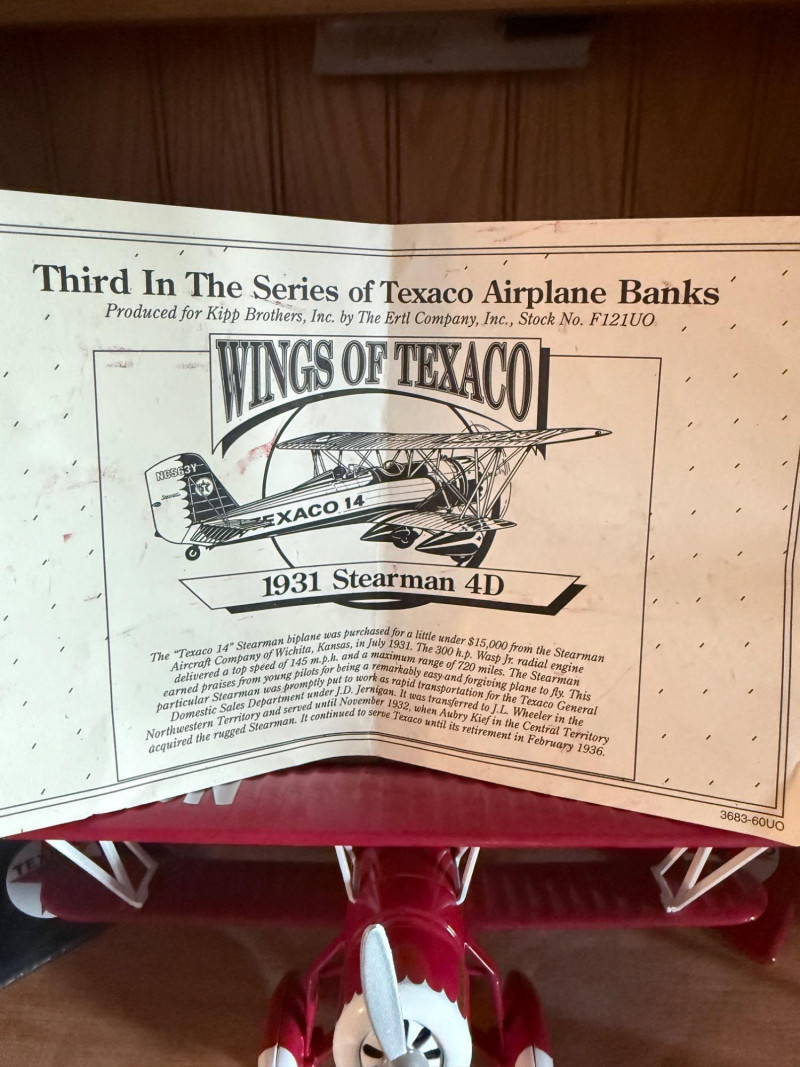 Third In The Series of Texaco Airplane Banks
Produced for Kipp Brothers, Inc. by The Ertl Company, Inc., Stock No. F121UO
WINGS OF TEXACO
NC563Y
Stearman
TEXACO 14
1931 Stearman 4D
The "Texaco 14" Stearman biplane was purchased for a little under $15,000 from the Stearman
Aircraft Company of Wichita, Kansas, in July 1931. The 300 h.p. Wasp Jr. radial engine
delivered a top speed of 145 m.p.h. and a maximum range of 720 miles. The Stearman
earned praises from young pilots for being a remarkably easy and forgiving plane to fly. This
particular Stearman was promptly put to work as rapid transportation for the Texaco General
Domestic Sales Department under J.D. Jernigan. It was transferred to J.L. Wheeler in the
Northwestern Territory and served until November 1932, when Aubry Kief in the Central Territory
acquired the rugged Stearman. It continued to serve Texaco until its retirement in February 1936.
3683-60UO